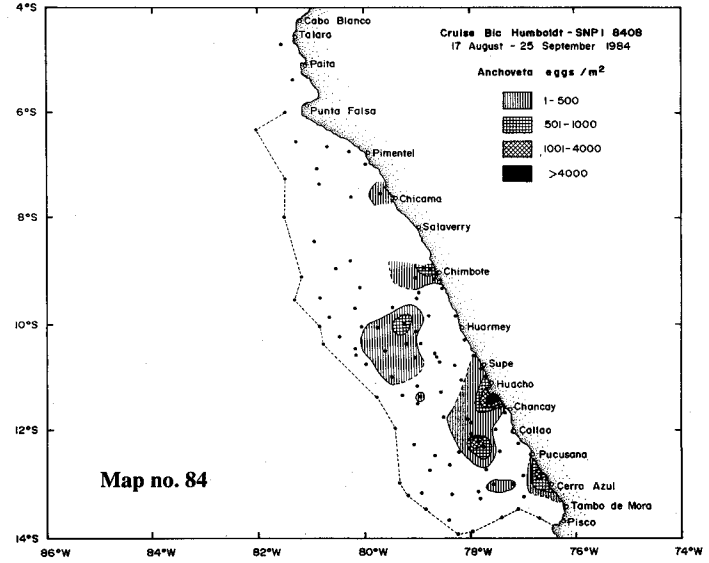 4°S
Cabo Blanco
Talara
Paita
Cruise Bic Humboldt - SNP1 8408
17 August - 25 September 1984
Anchoveta eggs /m²
1-500
501-1000
1001-4000
>4000
6°S
Punta Falsa
Pimentel
8°S
Chicama
Salaverry
Chimbote
10°S
Huarmey
Supe
Huacho
Chancay
12°S
Callao
Pucusana
Map no. 84
Cerro Azul
Tambo de Mora
Pisco
14°S
86°W
84°W
82°W
80°W
78°W
76°W
74°W